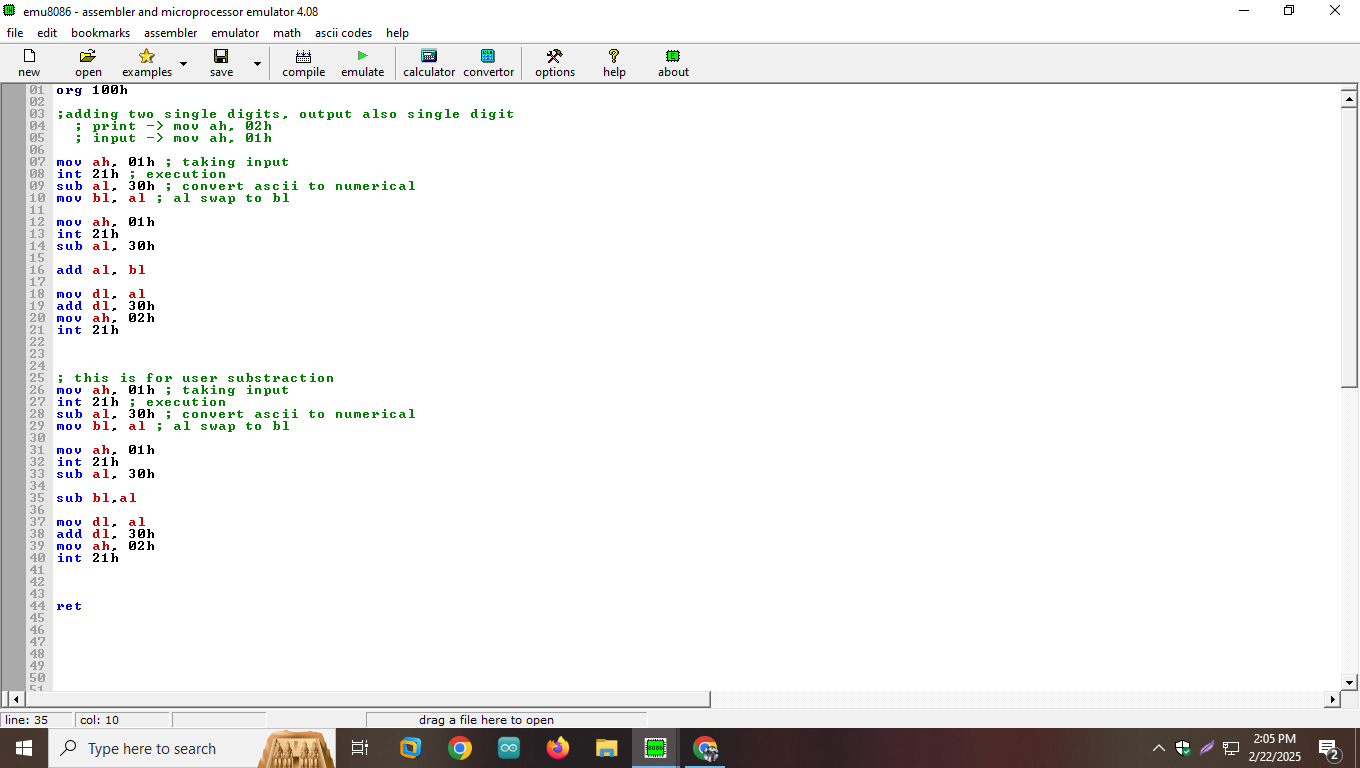 emu8086 - assembler and microprocessor emulator 4.08
file edit bookmarks assembler emulator math ascii codes help
new open examples save compile emulate calculator convertor options help about
01 org 100h
02
03 ;adding two single digits, output also single digit
04 ; print -> mov ah, 02h
05 ; input -> mov ah, 01h
06
07 mov ah, 01h ; taking input
08 int 21h ; execution
09 sub al, 30h ; convert ascii to numerical
10 mov bl, al ; al swap to bl
11
12 mov ah, 01h
13 int 21h
14 sub al, 30h
15
16 add al, bl
17
18 mov dl, al
19 add dl, 30h
20 mov ah, 02h
21 int 21h
22
23
24
25 ; this is for user substraction
26 mov ah, 01h ; taking input
27 int 21h ; execution
28 sub al, 30h ; convert ascii to numerical
29 mov bl, al ; al swap to bl
30
31 mov ah, 01h
32 int 21h
33 sub al, 30h
34
35 sub bl,al
36
37 mov dl, al
38 add dl, 30h
39 mov ah, 02h
40 int 21h
41
42
43
44 ret
45
46
47
48
49
50
51
line: 35 col: 10 drag a file here to open
Type here to search
8086
2:05 PM
2/22/2025
2